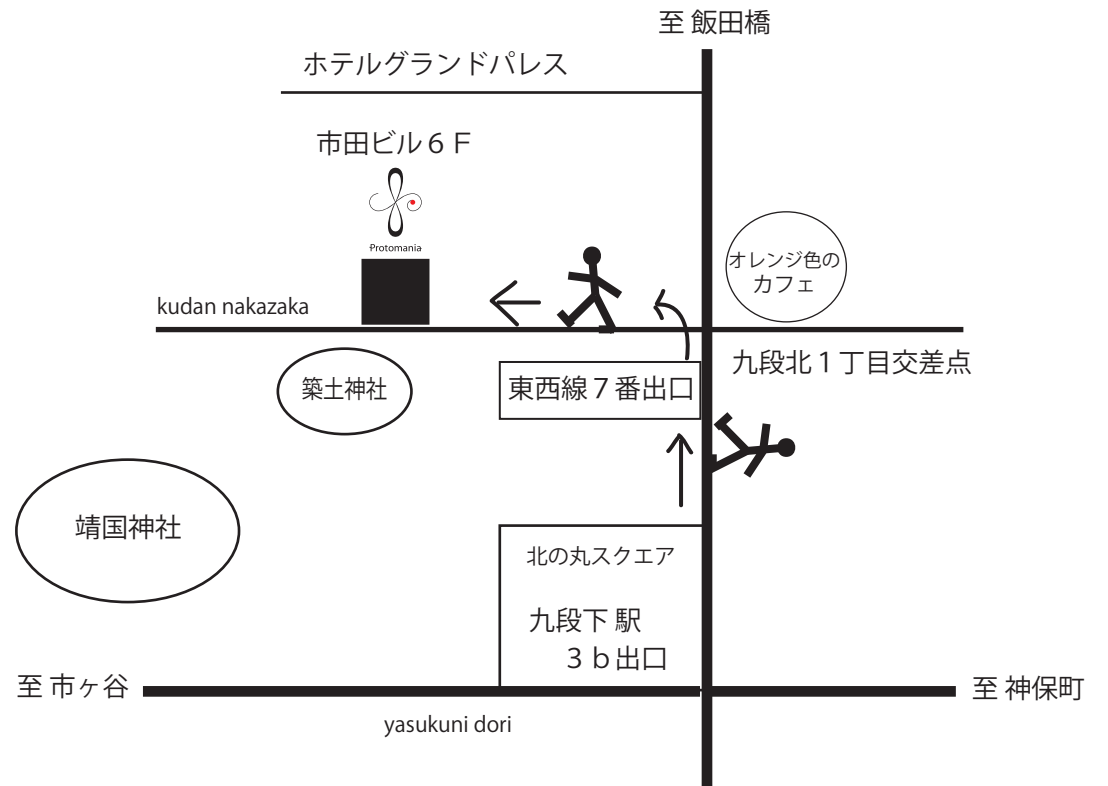 至 飯田橋
ホテルグランドパレス
市田ビル６Ｆ
Protomania
オレンジ色の
カフェ
kudan nakazaka
九段北１丁目交差点
築土神社
東西線７番出口
靖国神社
北の丸スクエア
九段下 駅
３ｂ出口
至 市ヶ谷
至 神保町
yasukuni dori